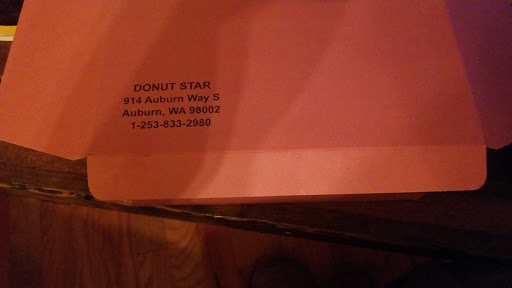 DONUT STAR
914 Auburn Way S
Auburn, WA 98002
1-253-833-2980